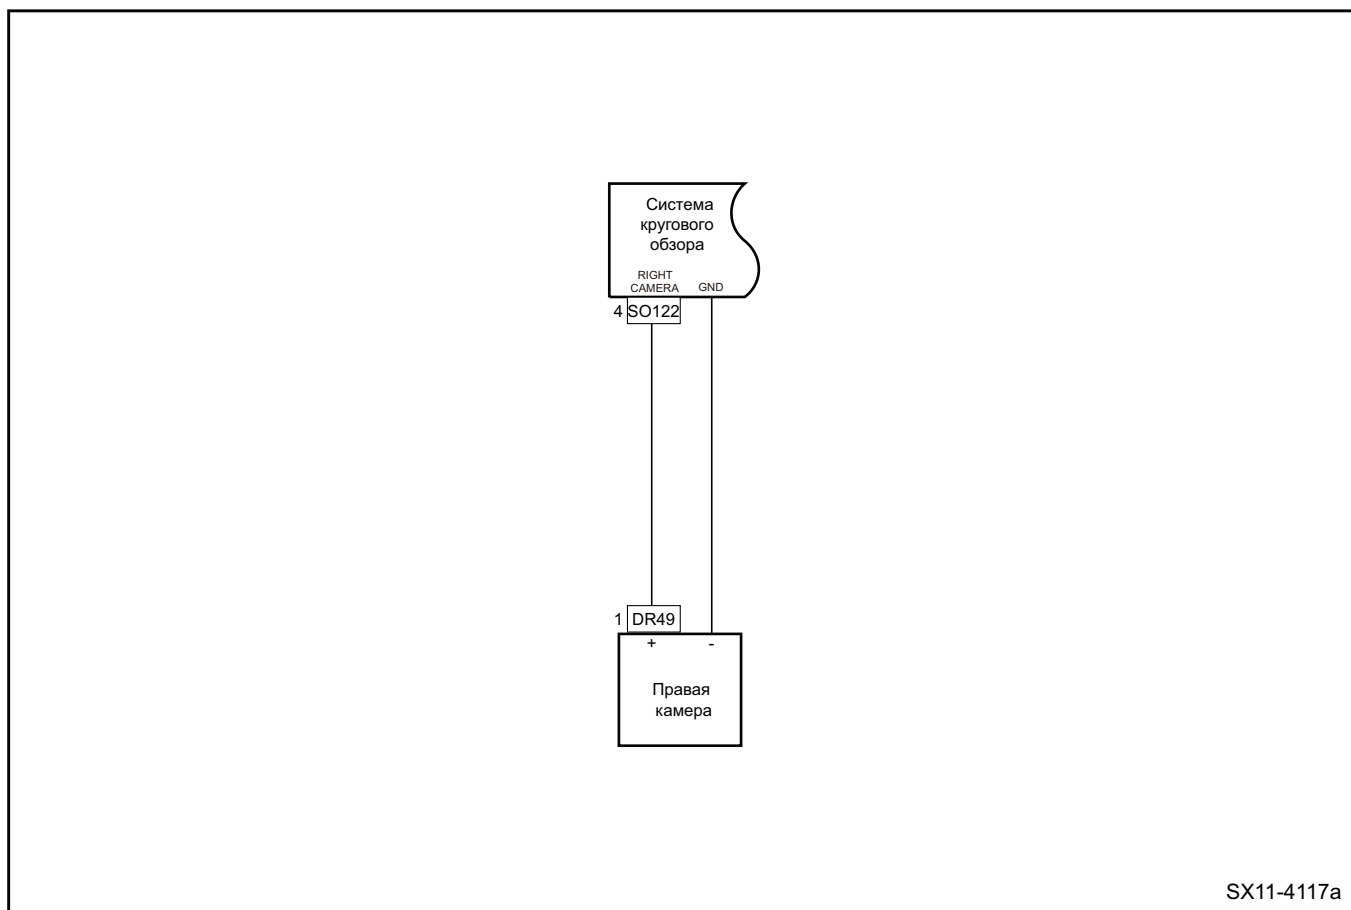 Система
кругового
обзора
RIGHT
CAMERA GND
4 SO122
1 DR49
+ -
Правая
камера
SX11-4117a